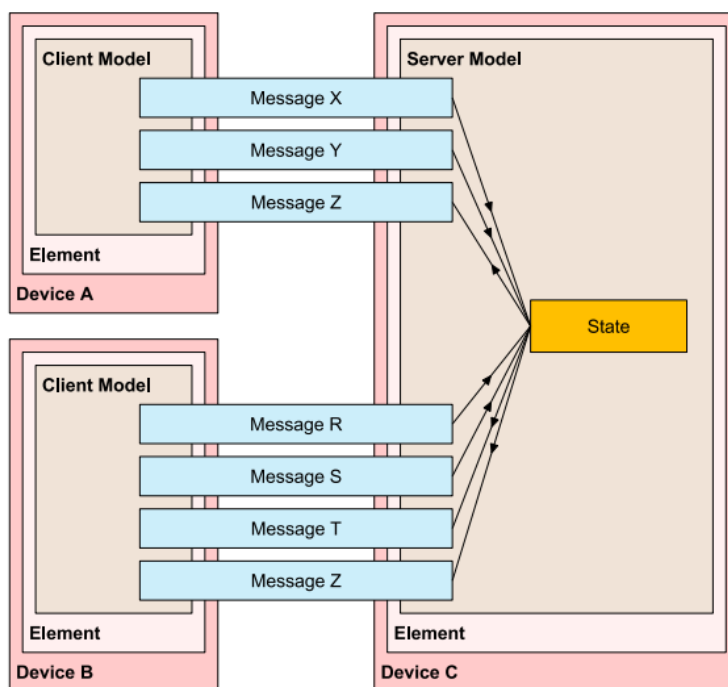 Client Model
Message X
Message Y
Message Z
Element
Device A
Client Model
Message R
Message S
Message T
Message Z
Element
Device B
Server Model
State
Element
Device C